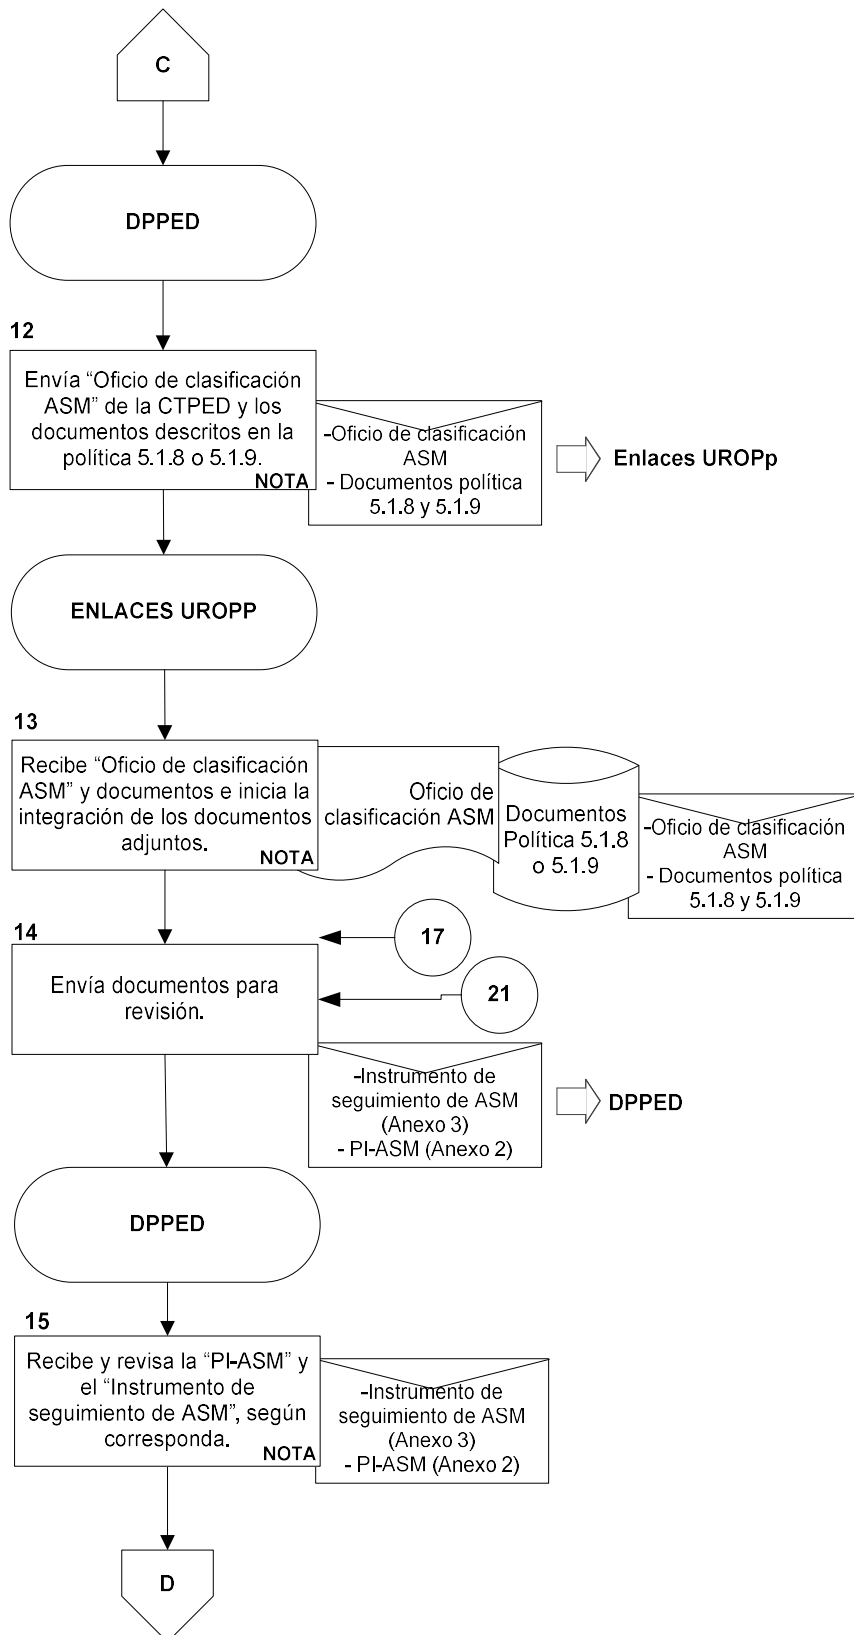 C
DPPED
12
Envía “Oficio de clasificación
ASM” de la CTPED y los
documentos descritos en la
política 5.1.8 o 5.1.9.
NOTA
-Oficio de clasificación
ASM
- Documentos política
5.1.8 y 5.1.9
Enlaces UROPp
ENLACES UROPP
13
Recibe “Oficio de clasificación
ASM” y documentos e inicia la
integración de los documentos
adjuntos.
NOTA
Oficio de
clasificación ASM
Documentos
Política 5.1.8
o 5.1.9
-Oficio de clasificación
ASM
- Documentos política
5.1.8 y 5.1.9
14
17
Envía documentos para
revisión.
21
-Instrumento de
seguimiento de ASM
(Anexo 3)
- PI-ASM (Anexo 2)
DPPED
DPPED
15
Recibe y revisa la “PI-ASM” y
el “Instrumento de
seguimiento de ASM”, según
corresponda.
NOTA
-Instrumento de
seguimiento de ASM
(Anexo 3)
- PI-ASM (Anexo 2)
D